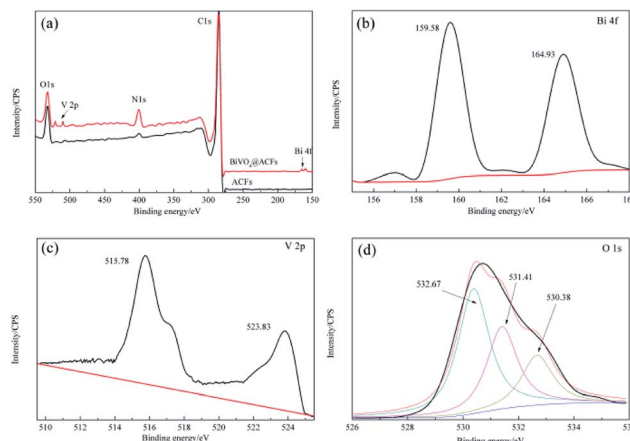 (a)
C1s
O1s
V 2p
N1s
BiVO4@ACFs
Bi 4f
ACFs
Intensity/CPS
550 500 450 400 350 300 250 200 150
Binding energy/eV
(b)
Bi 4f
159.58
164.93
Intensity/CPS
156 158 160 162 164 166
Binding energy/eV
(c)
V 2p
515.78
523.83
Intensity/CPS
510 512 514 516 518 520 522 524
Binding energy/eV
(d)
O 1s
532.67
531.41
530.38
Intensity/CPS
526 528 530 532 534
Binding energy/eV